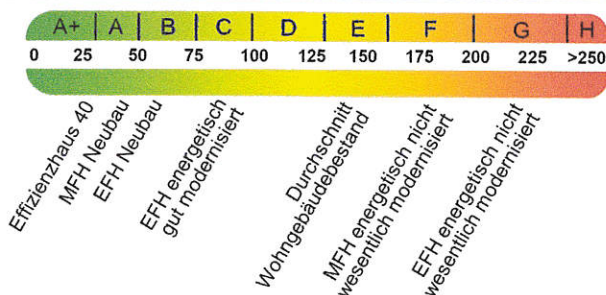 A+ A B C D E F G H
0 25 50 75 100 125 150 175 200 225 >250
Effizienzhaus 40
MFH Neubau
EFH Neubau
EFH energetisch
gut modernisiert
Durchschnitt
Wohngebäudebestand
MFH energetisch nicht
wesentlich modernisiert
EFH energetisch nicht
wesentlich modernisiert